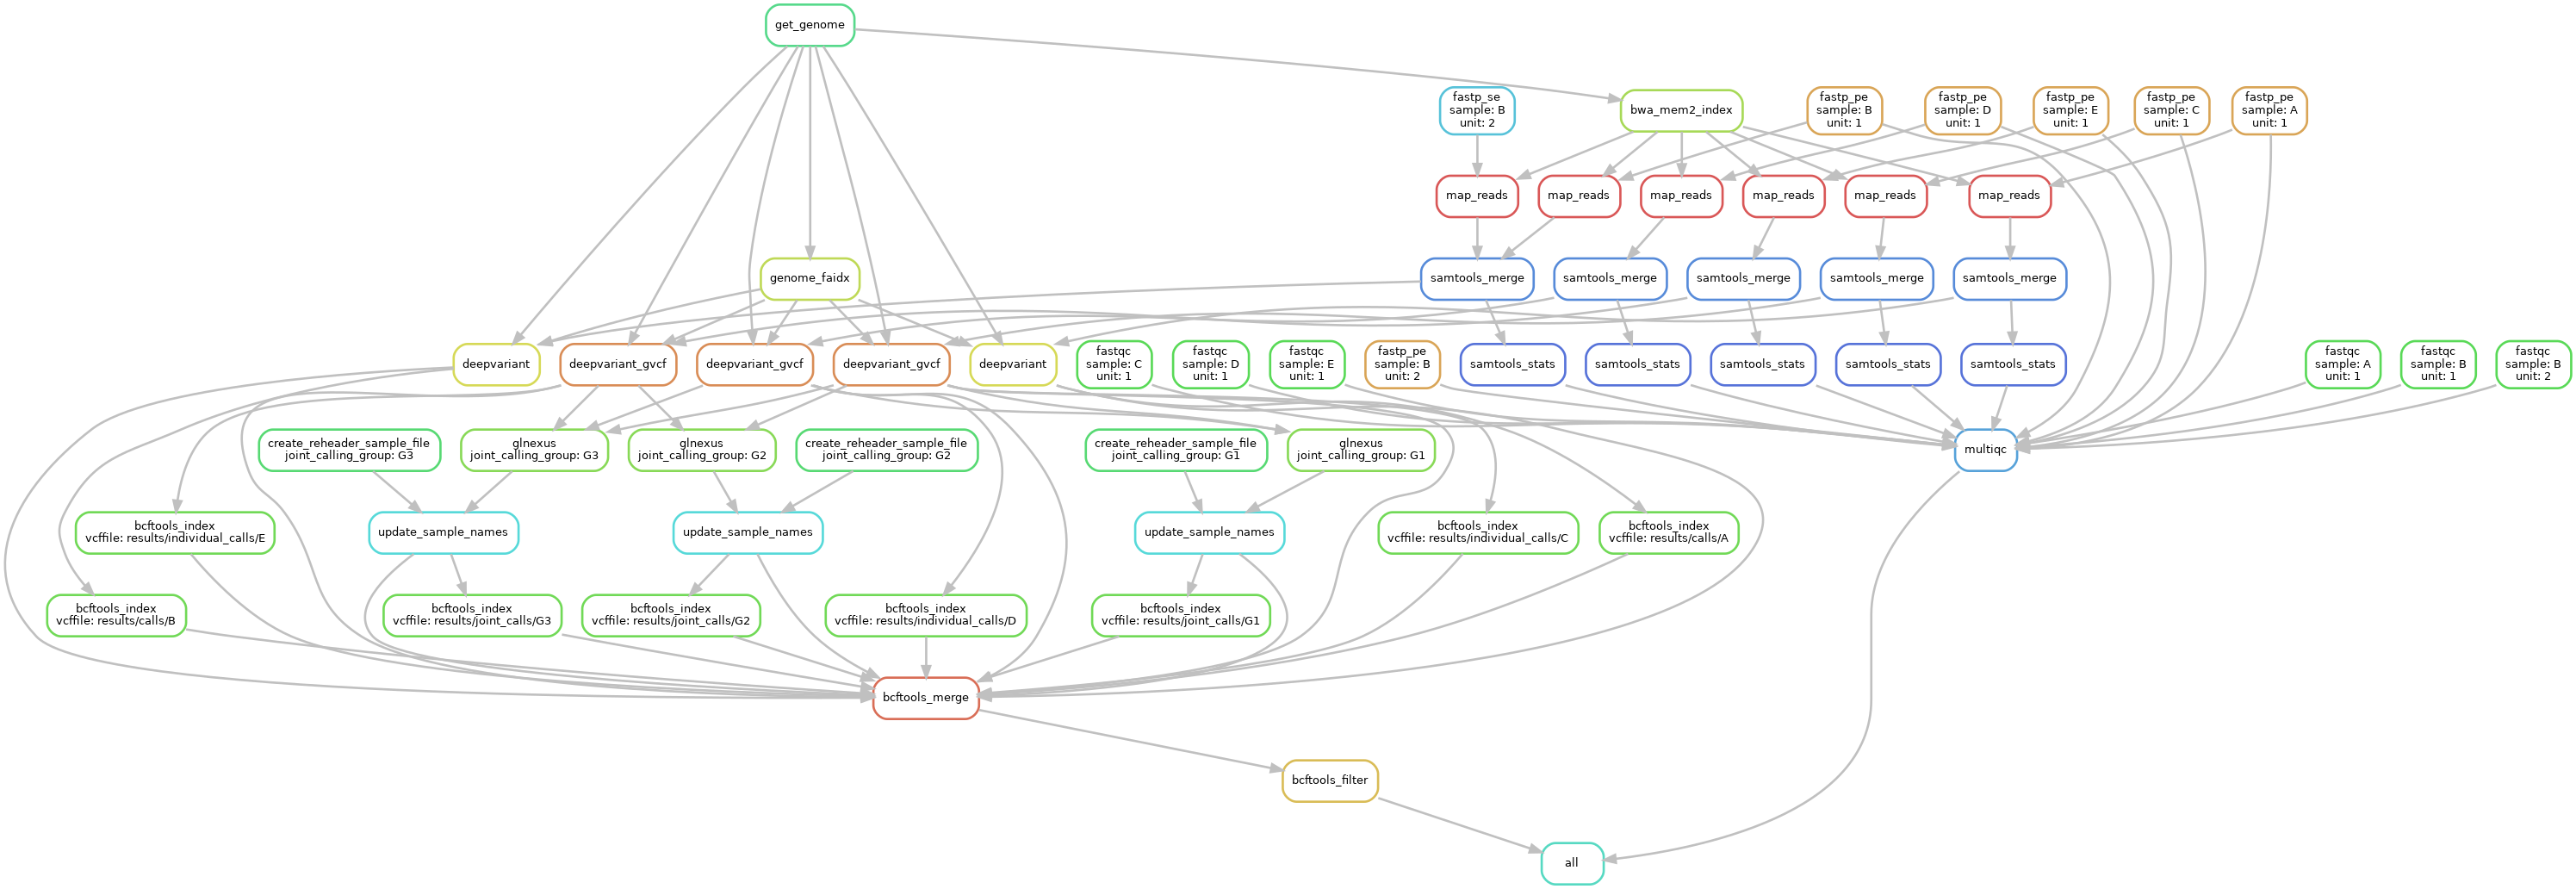 get_genome
fastp_se
sample: B
unit: 2
bwa_mem2_index
fastp_pe
sample: B
unit: 1
fastp_pe
sample: D
unit: 1
fastp_pe
sample: E
unit: 1
fastp_pe
sample: C
unit: 1
fastp_pe
sample: A
unit: 1
map_reads
map_reads
map_reads
map_reads
map_reads
map_reads
genome_faidx
samtools_merge
samtools_merge
samtools_merge
samtools_merge
samtools_merge
deepvariant
deepvariant_gvcf
deepvariant_gvcf
deepvariant_gvcf
deepvariant
fastqc
sample: C
unit: 1
fastqc
sample: D
unit: 1
fastqc
sample: E
unit: 1
fastp_pe
sample: B
unit: 2
samtools_stats
samtools_stats
samtools_stats
samtools_stats
samtools_stats
fastqc
sample: A
unit: 1
fastqc
sample: B
unit: 1
fastqc
sample: B
unit: 2
create_reheader_sample_file
joint_calling_group: G3
glnexus
joint_calling_group: G3
glnexus
joint_calling_group: G2
create_reheader_sample_file
joint_calling_group: G2
create_reheader_sample_file
joint_calling_group: G1
glnexus
joint_calling_group: G1
multiqc
bcftools_index
vcffile: results/individual_calls/E
update_sample_names
update_sample_names
update_sample_names
bcftools_index
vcffile: results/individual_calls/C
bcftools_index
vcffile: results/calls/A
bcftools_index
vcffile: results/calls/B
bcftools_index
vcffile: results/joint_calls/G3
bcftools_index
vcffile: results/joint_calls/G2
bcftools_index
vcffile: results/individual_calls/D
bcftools_index
vcffile: results/joint_calls/G1
bcftools_merge
bcftools_filter
all